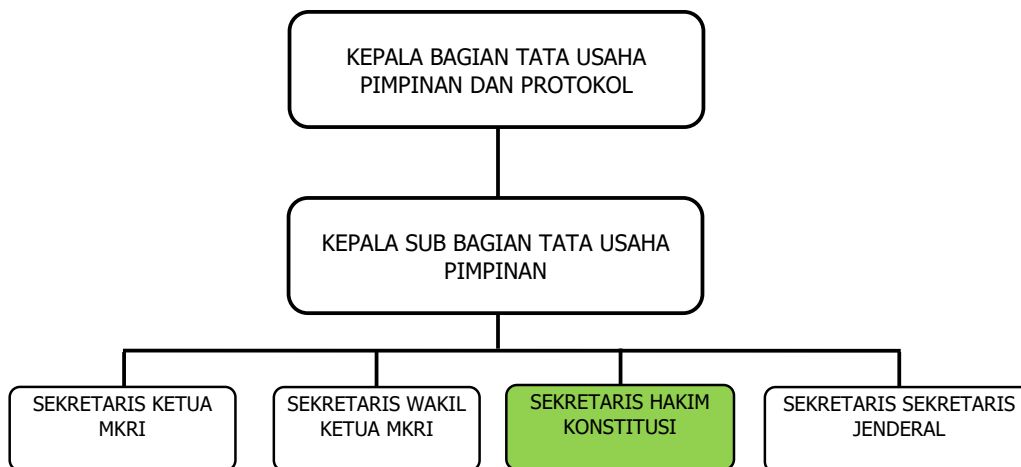 KEPALA BAGIAN TATA USAHA
PIMPINAN DAN PROTOKOL
KEPALA SUB BAGIAN TATA USAHA
PIMPINAN
SEKRETARIS KETUA
MKRI
SEKRETARIS WAKIL
KETUA MKRI
SEKRETARIS HAKIM
KONSTITUSI
SEKRETARIS SEKRETARIS
JENDERAL